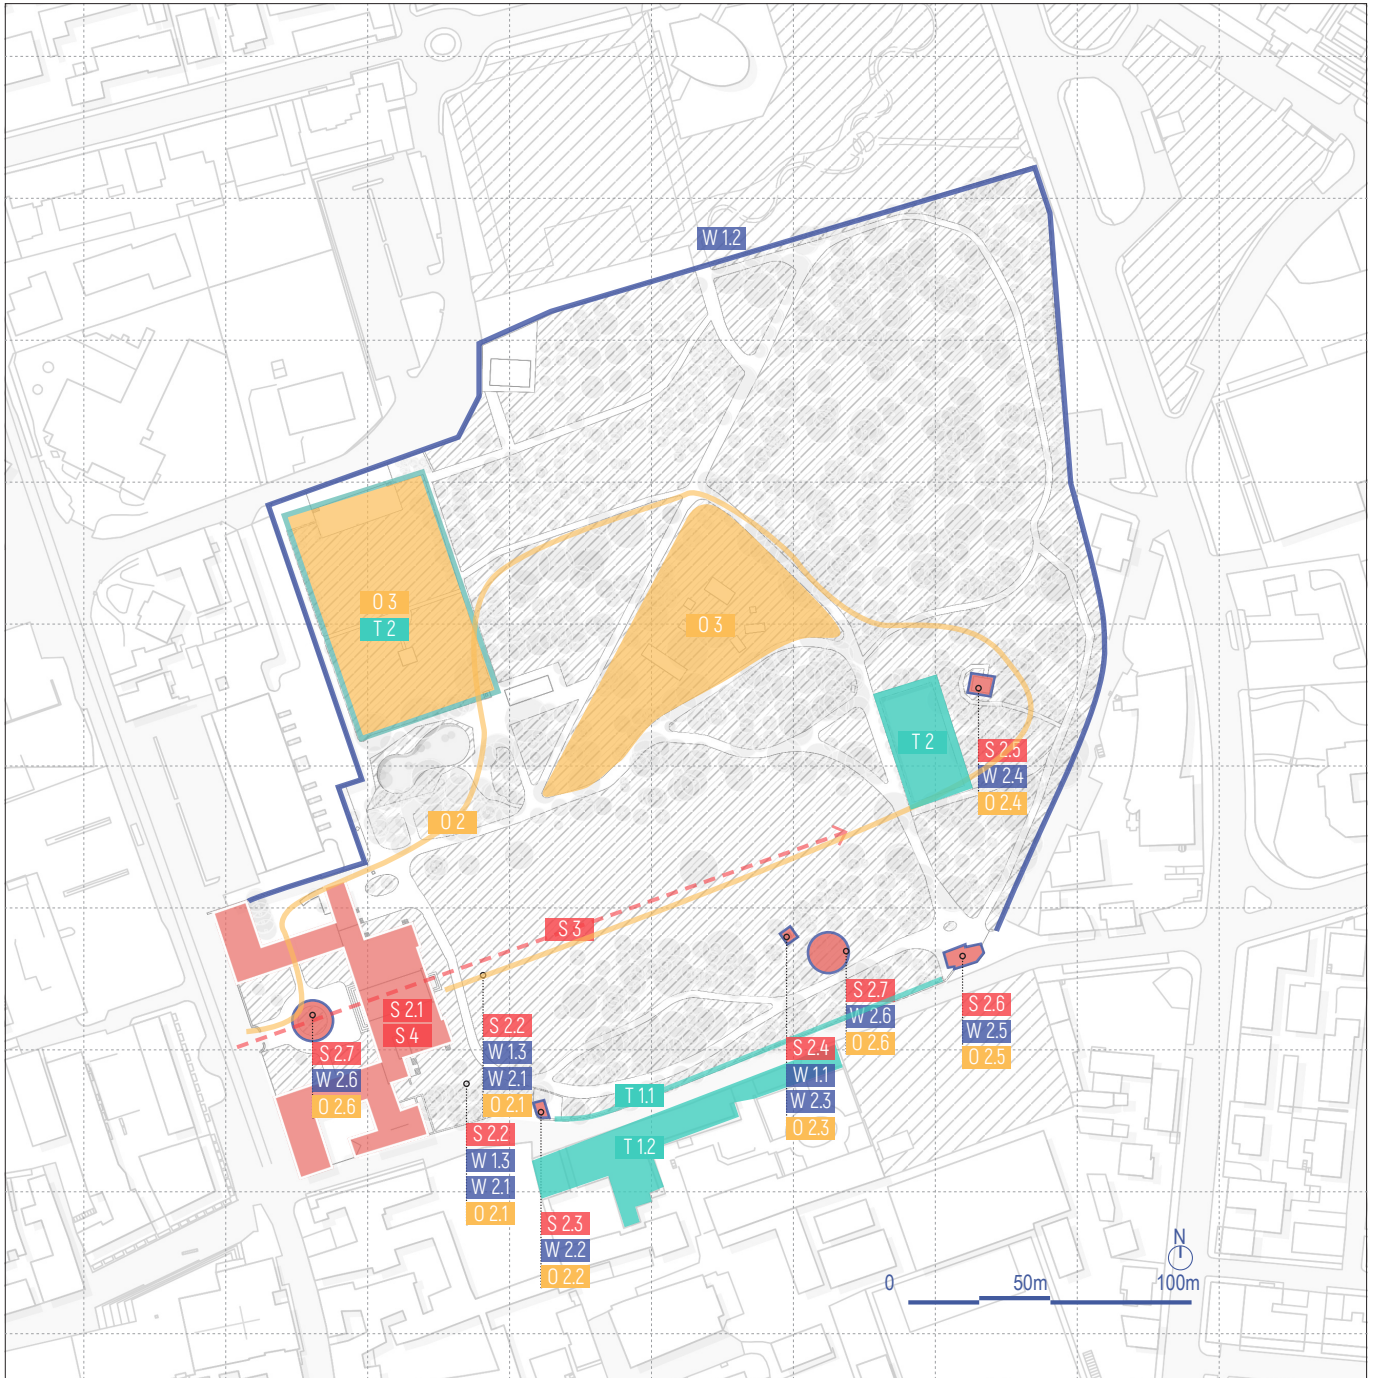 W 1.2
O 3
T 2
O 3
T 2
S 2.5
W 2.4
O 2.4
O 2
S 3
S 2.1
S 4
S 2.7
W 2.6
O 2.6
S 2.2
W 1.3
W 2.1
O 2.1
S 2.7
W 2.6
O 2.6
S 2.6
W 2.5
O 2.5
S 2.4
W 1.1
W 2.3
O 2.3
T 1.1
T 1.2
S 2.2
W 1.3
W 2.1
O 2.1
S 2.3
W 2.2
O 2.2
N
0 50m 100m